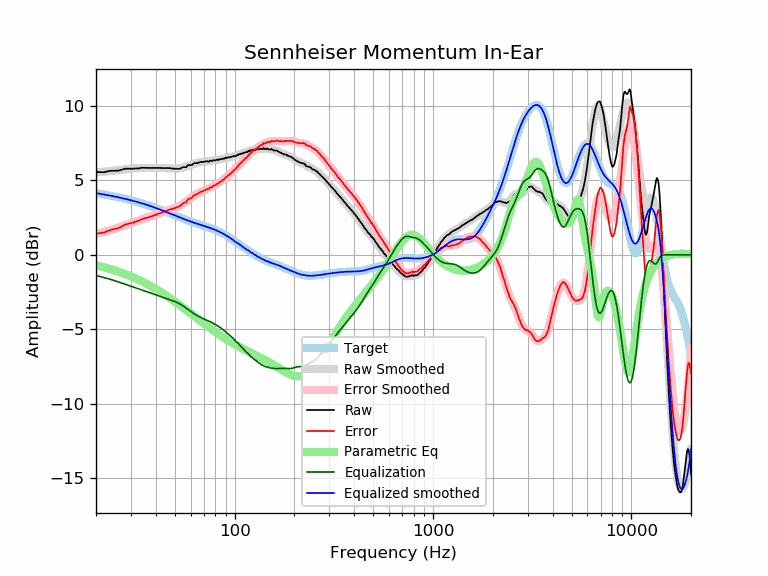 Sennheiser Momentum In-Ear
Amplitude (dBr)
10
5
0
−5
−10
−15
Target
Raw Smoothed
Error Smoothed
Raw
Error
Parametric Eq
Equalization
Equalized smoothed
100
1000
10000
Frequency (Hz)